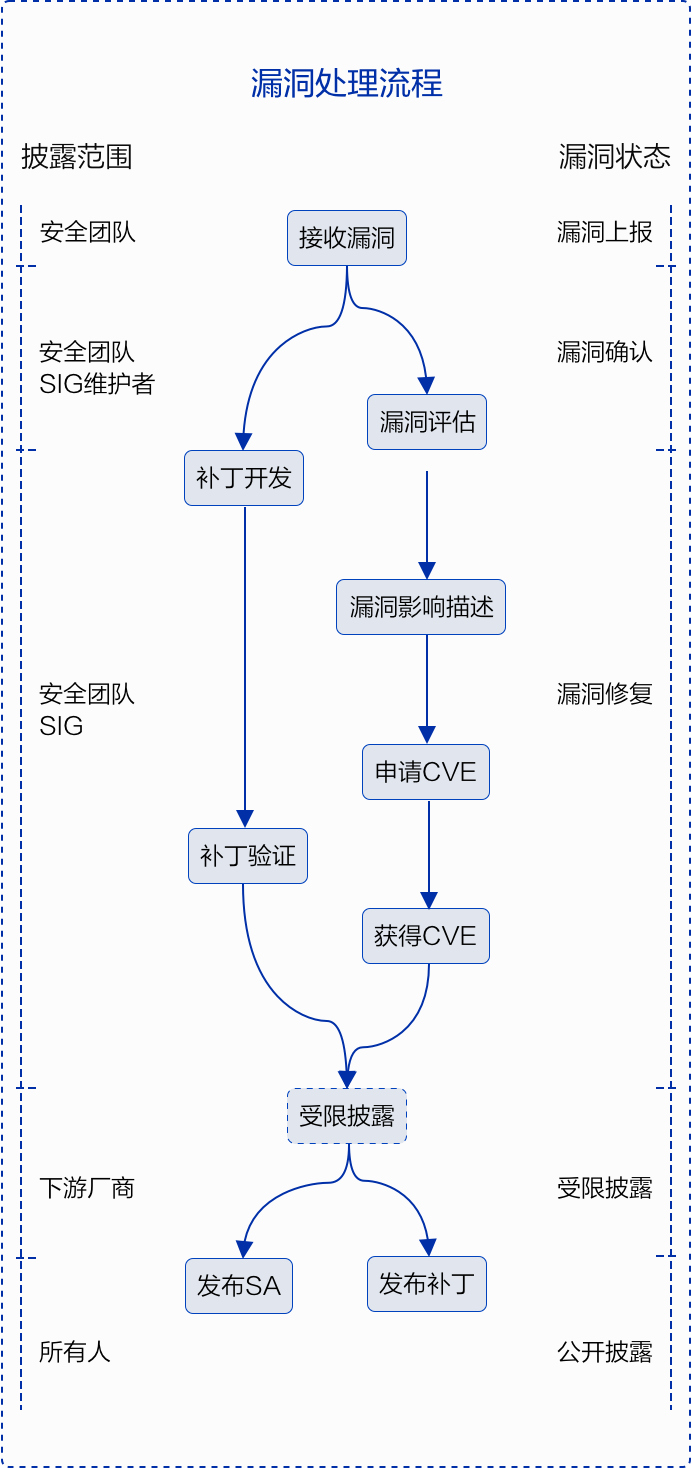 漏洞处理流程
披露范围
漏洞状态
安全团队
接收漏洞
漏洞上报
安全团队
SIG维护者
漏洞确认
漏洞评估
补丁开发
漏洞影响描述
安全团队
SIG
漏洞修复
申请CVE
补丁验证
获得CVE
受限披露
下游厂商
受限披露
发布SA
发布补丁
所有人
公开披露